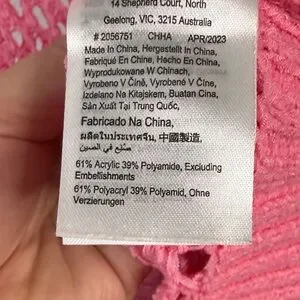 14 Shepherd Court, North
Geelong, VIC, 3215 Australia
# 2056751 CHHA APR/2023
Made In China, Hergestellt In China,
Fabriqué En Chine, Hecho En China,
Wyprodukowane W Chinach,
Vyrobeno V Číně, Vyrobené V Číne,
Izdelano Na Kitajskem, Buatan Cina,
Sản Xuất Tại Trung Quốc,
Fabricado Na China,
ผลิตในประเทศจีน, 中國製造,
صنع في الصين
61% Acrylic 39% Polyamide, Excluding
Embellishments
61% Polyacryl 39% Polyamid, Ohne
Verzierungen